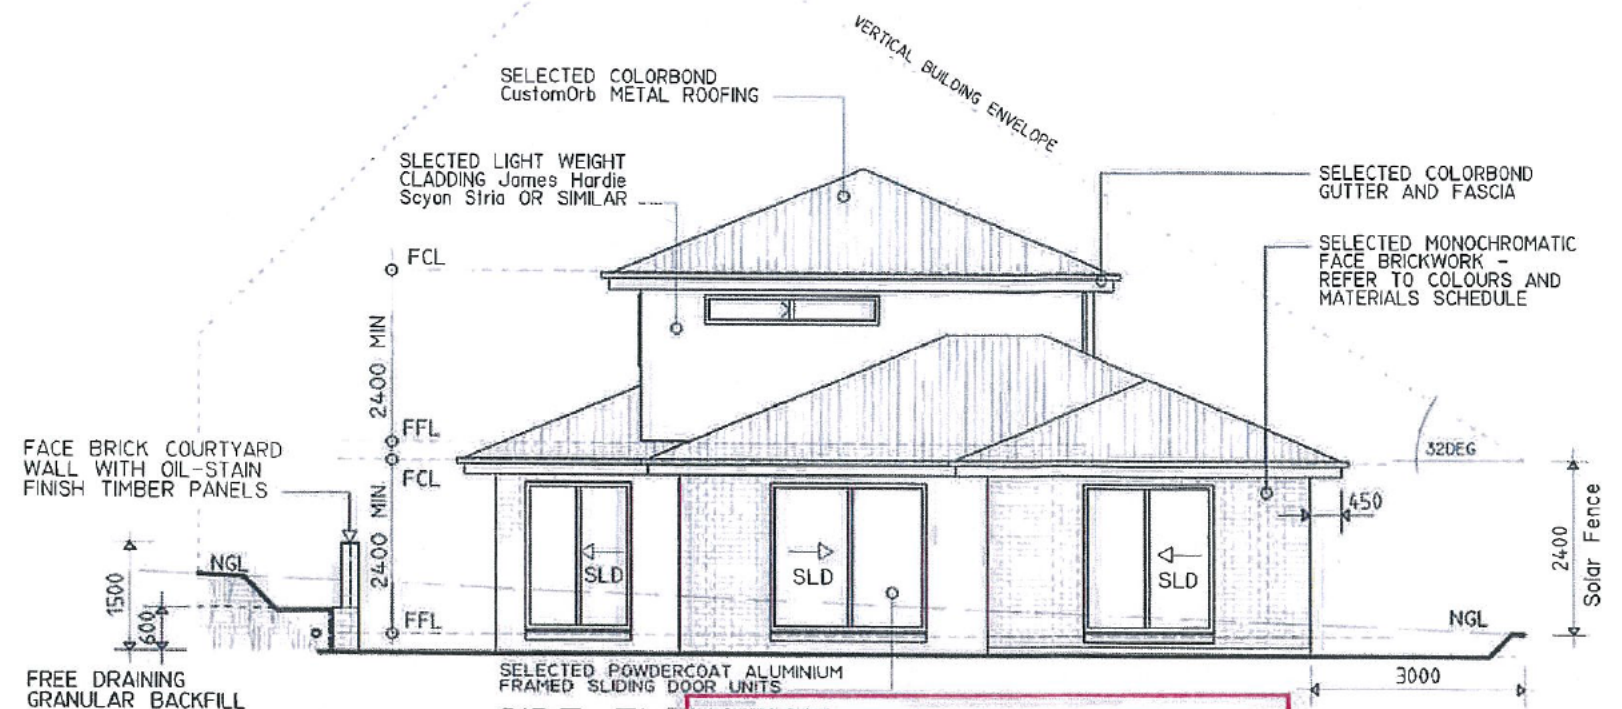 VERTICAL BUILDING ENVELOPE
SELECTED COLORBOND
CustomOrb METAL ROOFING
SLECTED LIGHT WEIGHT
CLADDING James Hardie
Scyon Stria OR SIMILAR
SELECTED COLORBOND
GUTTER AND FASCIA
SELECTED MONOCHROMATIC
FACE BRICKWORK -
REFER TO COLOURS AND
MATERIALS SCHEDULE
FCL
2400 MIN
FFL
FCL
2400 MIN.
FFL
FACE BRICK COURTYARD
WALL WITH OIL-STAIN
FINISH TIMBER PANELS
32DEG
450
2400
Solar Fence
NGL
1500
600
SLD
SLD
SLD
NGL
3000
FREE DRAINING
GRANULAR BACKFILL
SELECTED POWDERCOAT ALUMINIUM
FRAMED SLIDING DOOR UNITS